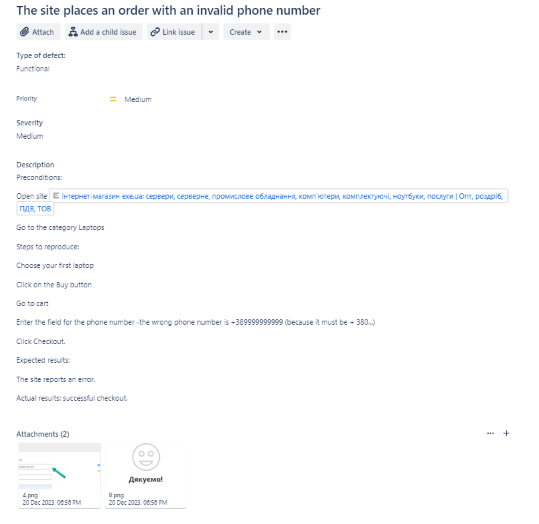 The site places an order with an invalid phone number
Attach
Add a child issue
Link issue
Create
Type of defect:
Functional
Priority
Medium
Severity
Medium
Description
Preconditions:
Open site Інтернет-магазин exe.ua: сервери, серверне, промислове обладнання, комп'ютери, комплектуючі, ноутбуки, послуги | Опт, роздріб,
ПДВ, ТОВ
Go to the category Laptops
Steps to reproduce:
Choose your first laptop
Click on the Buy button
Go to cart
Enter the field for the phone number -the wrong phone number is +389999999999 (because it must be + 380...)
Click Checkout.
Expected results:
The site reports an error.
Actual results: successful checkout.
Attachments (2)
Дякуємо!
4.png
20 Dec 2023, 06:56 PM
8.png
20 Dec 2023, 06:56 PM